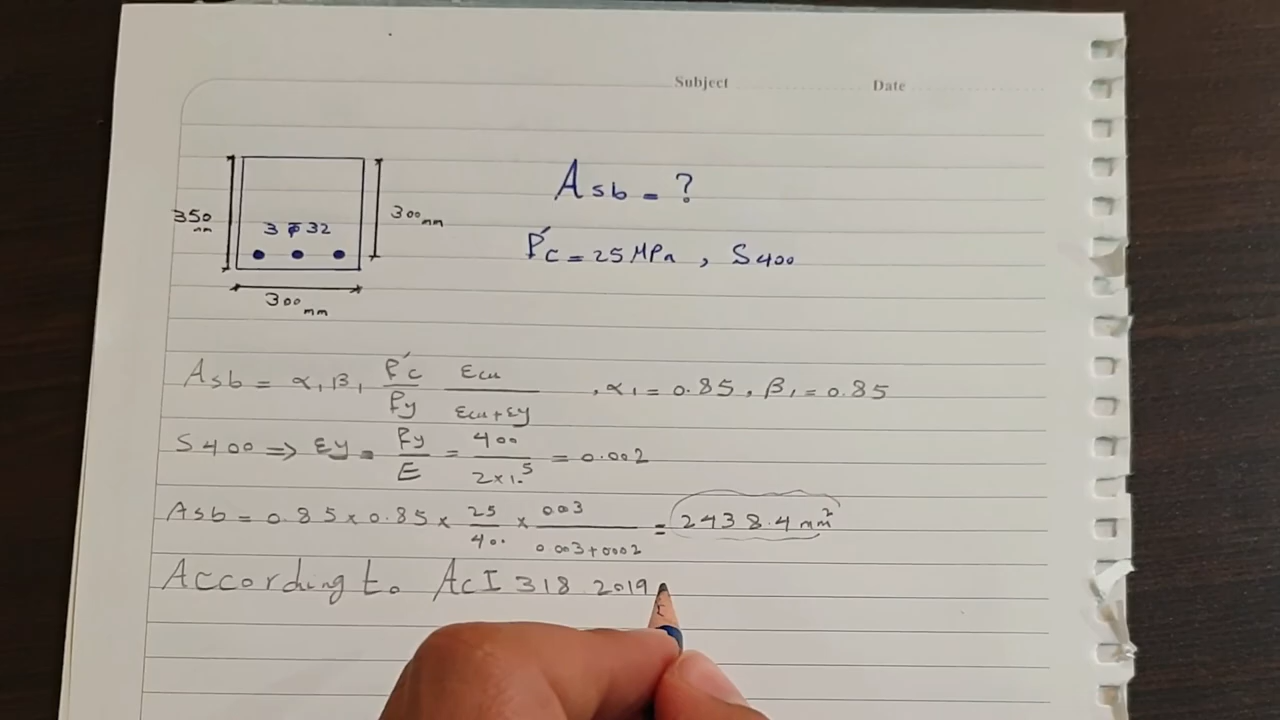 Subject Date
Asb = ?
350 mm
3 φ 32
300 mm
f'c = 25 MPa , S400
300 mm
Asb = α1 β1 f'c/fy εcu/(εcu+εy) , α1 = 0.85 , β1 = 0.85
S400 => εy = fy/E = 400/2×10^5 = 0.002
Asb = 0.85 × 0.85 × 25/400 × 0.003/(0.003+0.002) = 2438.4 mm²
According to ACI 318 2019